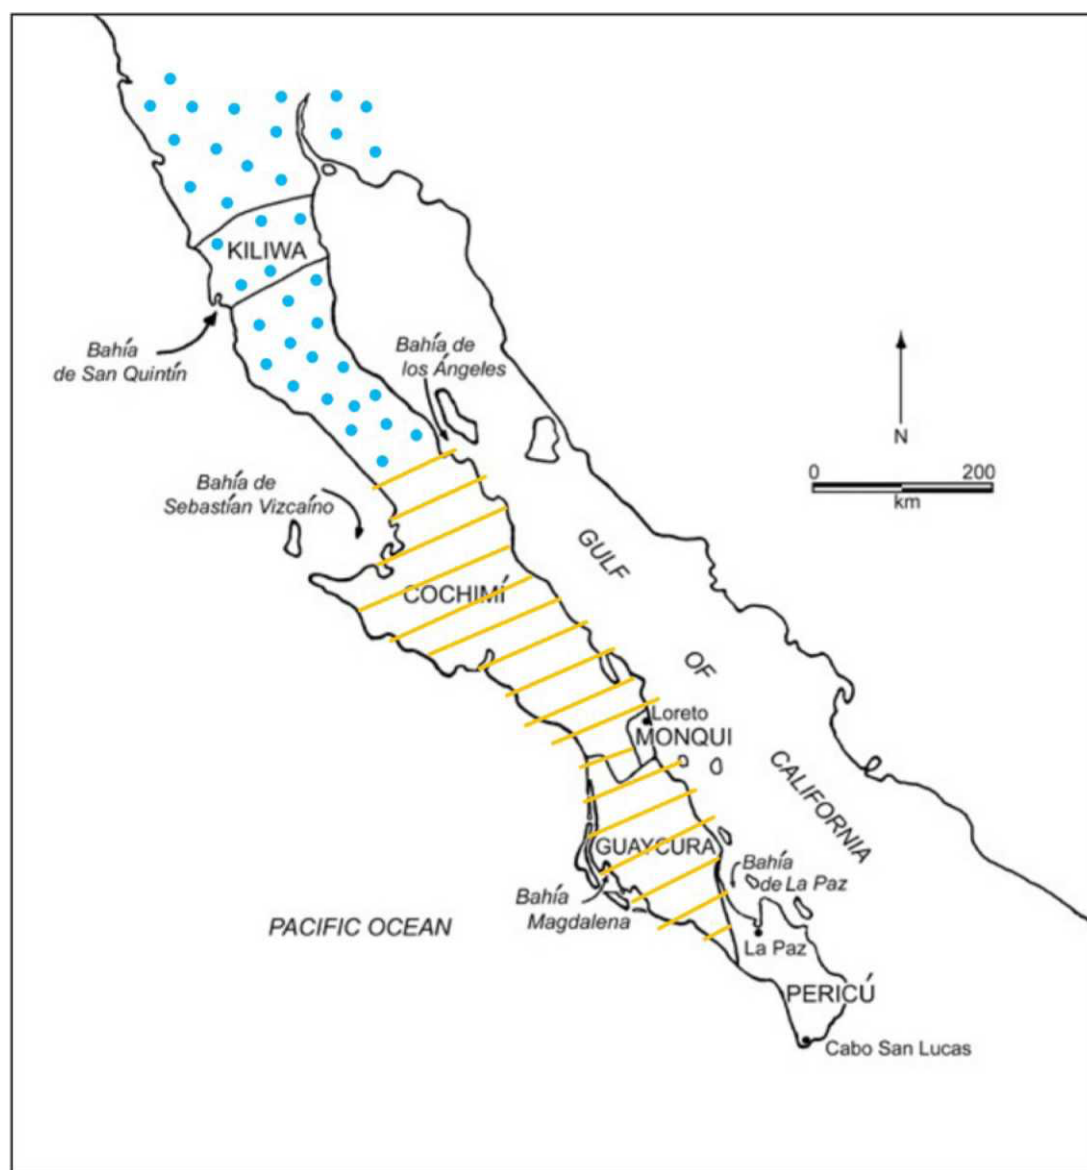 KILIWA
Bahía
de San Quintín
Bahía de
los Ángeles
N
0 200
km
Bahía de
Sebastían Vizcaíno
GULF
OF
CALIFORNIA
COCHIMÍ
Loreto
MONQUI
GUAYCURA
Bahía
de La Paz
Bahía
Magdalena
PACIFIC OCEAN
La Paz
PERICÚ
Cabo San Lucas